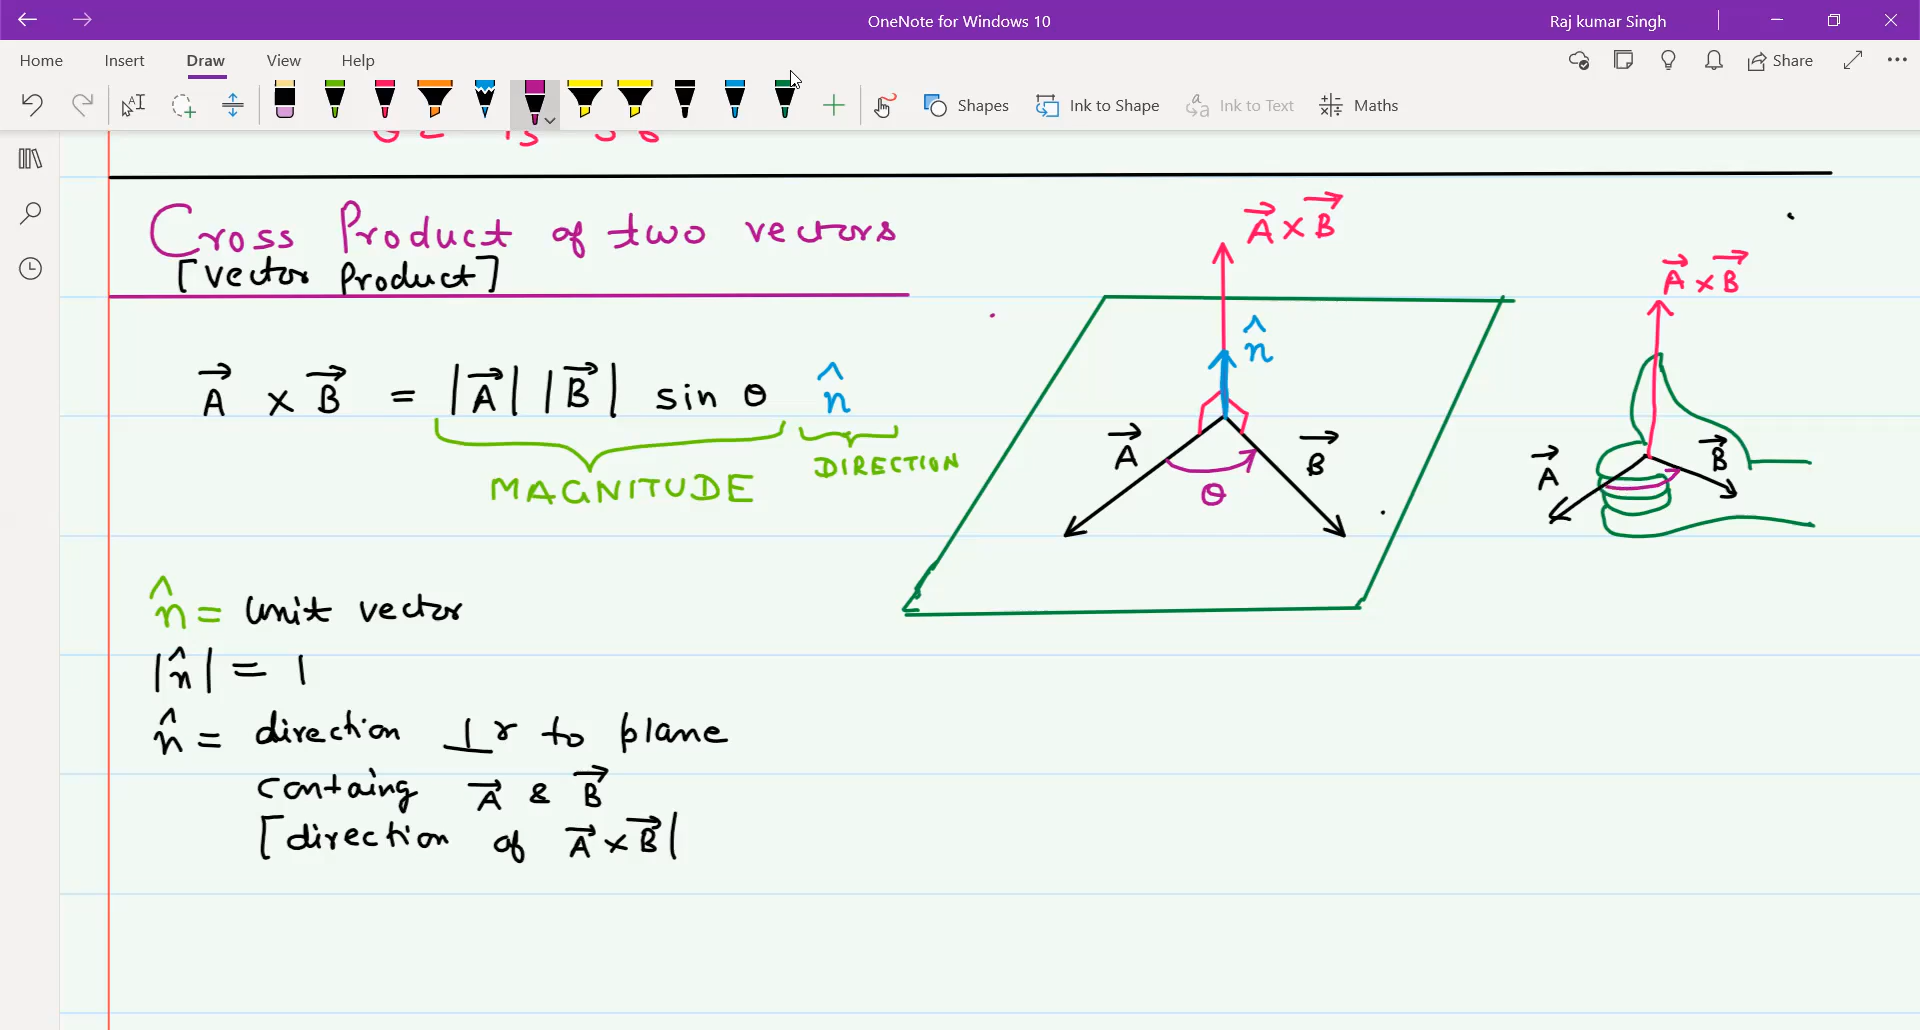 OneNote for Windows 10
Raj kumar Singh
Home Insert Draw View Help
Share
Shapes Ink to Shape Ink to Text Maths
Cross Product of two vectors
[vector product]
A⃗ × B⃗ = |A⃗| |B⃗| sin θ n̂
MAGNITUDE
DIRECTION
n̂ = unit vector
|n̂| = 1
n̂ = direction ⊥r to plane
containg A⃗ & B⃗
[direction of A⃗ × B⃗|
A⃗ × B⃗
n̂
A⃗
B⃗
θ
A⃗ × B⃗
A⃗
B⃗